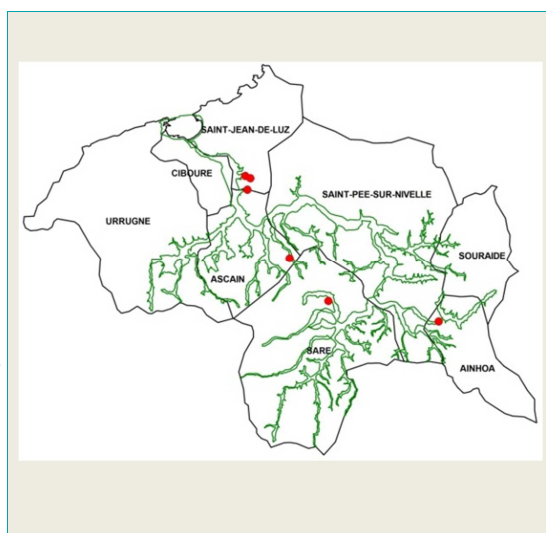 SAINT-JEAN-DE-LUZ
CIBOURE
SAINT-PEE-SUR-NIVELLE
URRUGNE
SOURAIDE
ASCAIN
SARE
AINHOA